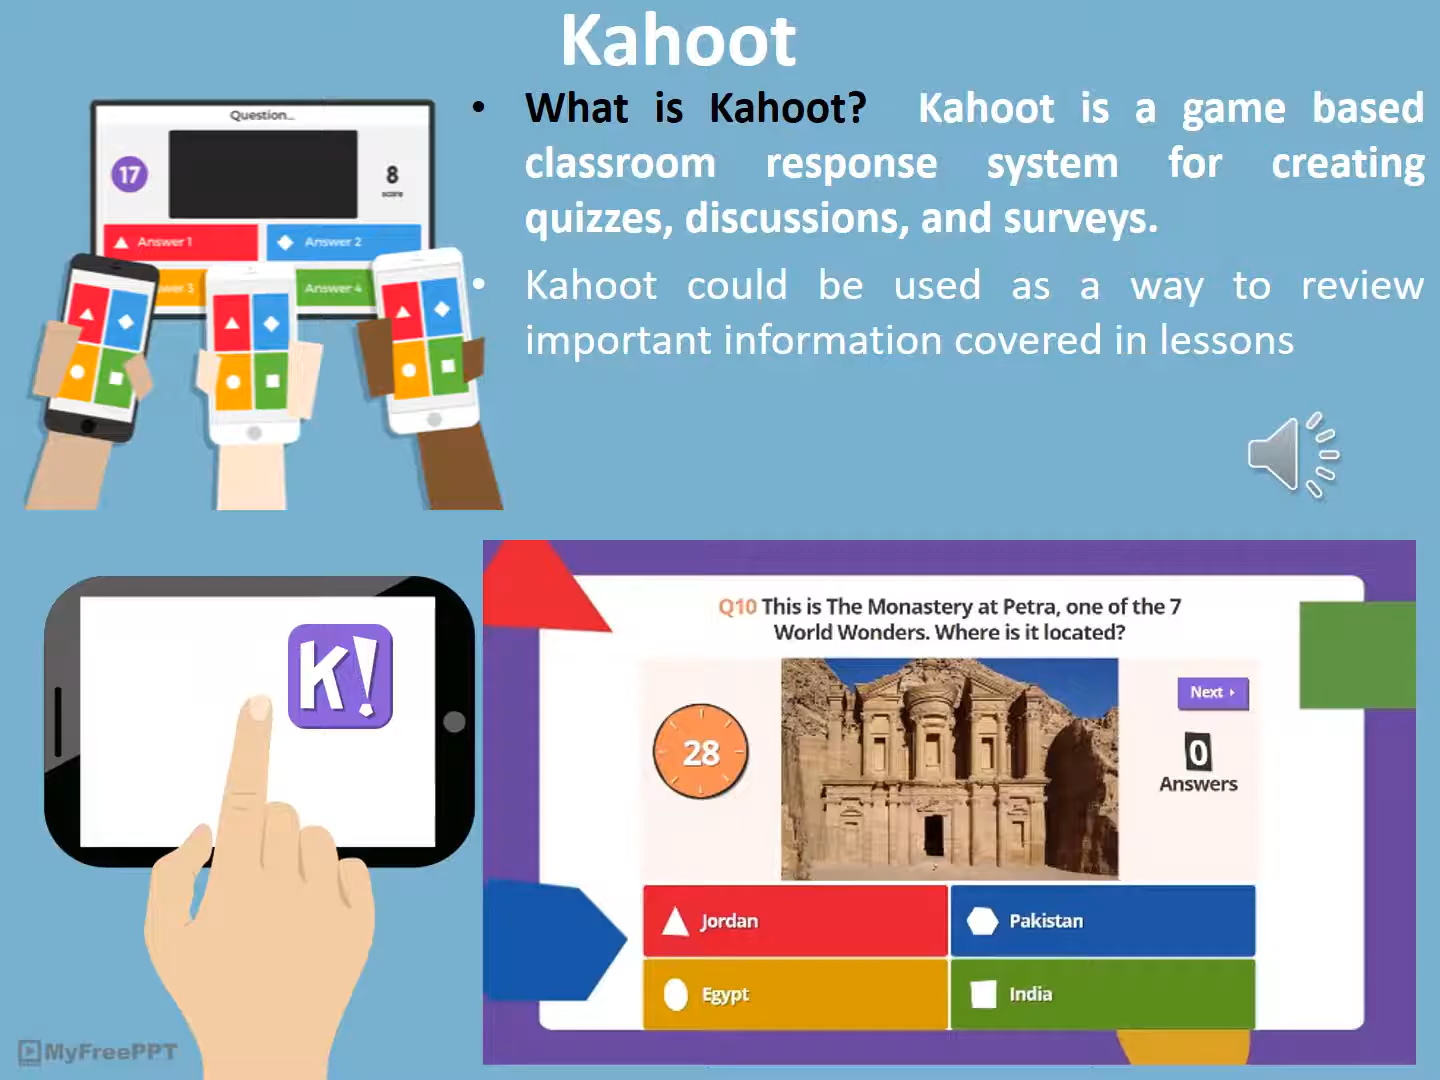 Kahoot
• What is Kahoot? Kahoot is a game based
classroom response system for creating
quizzes, discussions, and surveys.
• Kahoot could be used as a way to review
important information covered in lessons
Question...
17
8
score
Answer 1
Answer 2
wer 3
Answer 4
K!
Q10 This is The Monastery at Petra, one of the 7
World Wonders. Where is it located?
28
Next
0
Answers
Jordan
Pakistan
Egypt
India
MyFreePPT